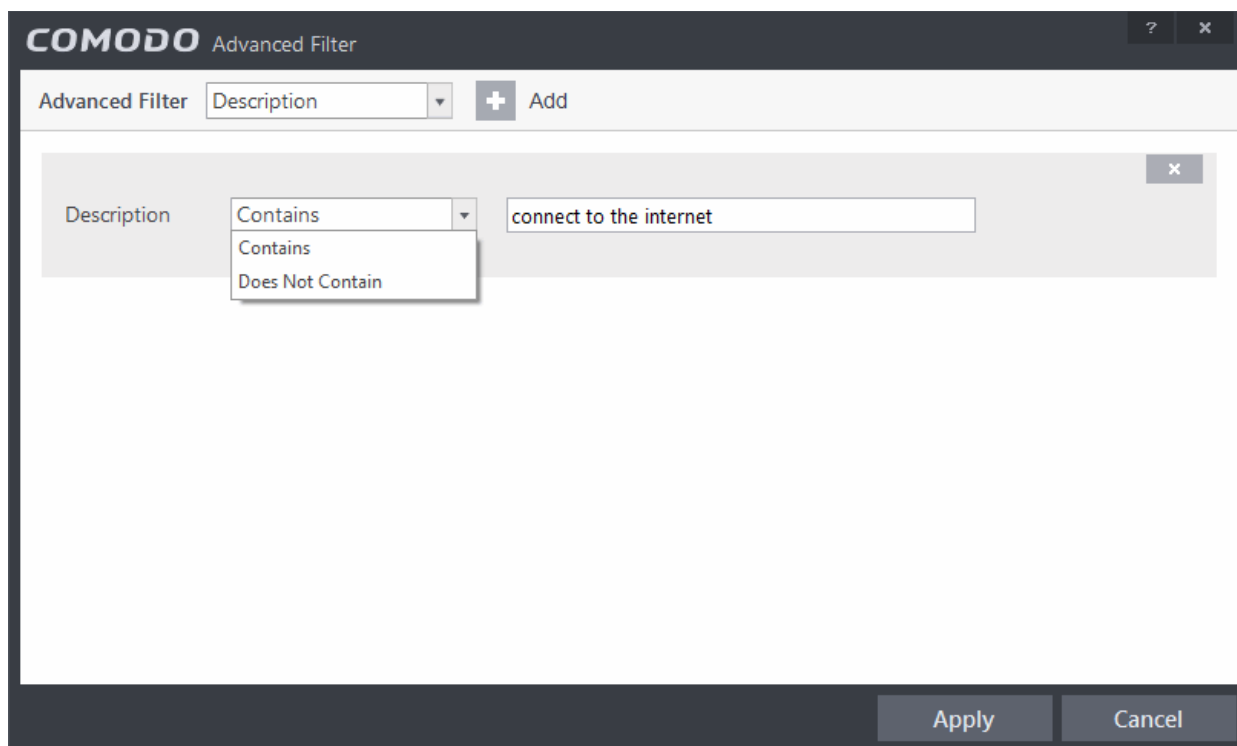 COMODO Advanced Filter ? ×
Advanced Filter Description Add
Description Contains connect to the internet
Contains
Does Not Contain
Apply Cancel